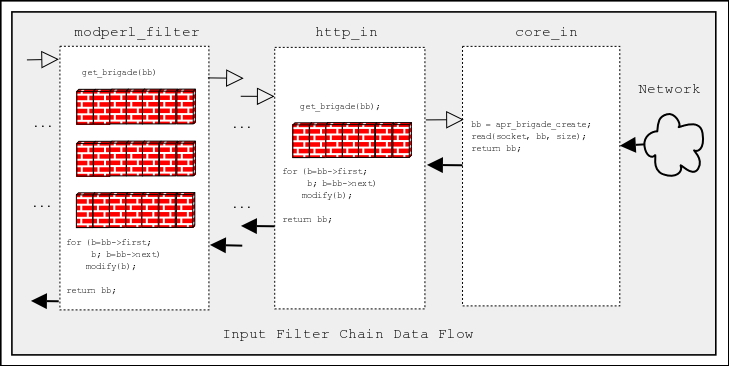 modperl_filter
http_in
core_in
get_brigade(bb)
...
...
for (b=bb->first;
b; b=bb->next)
modify(b);
return bb;
...
...
get_brigade(bb);
for (b=bb->first;
b; b=bb->next)
modify(b);
return bb;
bb = apr_brigade_create;
read(socket, bb, size);
return bb;
Network
Input Filter Chain Data Flow